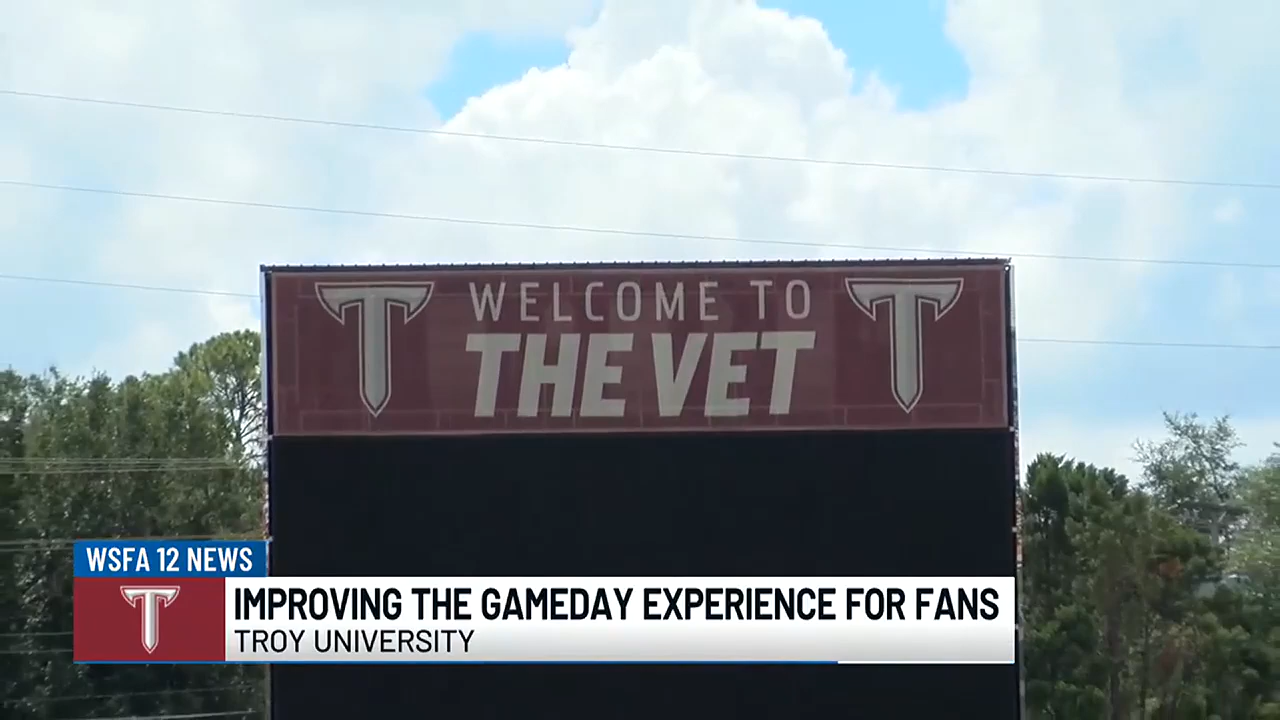 WELCOME TO
THE VET
WSFA 12 NEWS
IMPROVING THE GAMEDAY EXPERIENCE FOR FANS
TROY UNIVERSITY